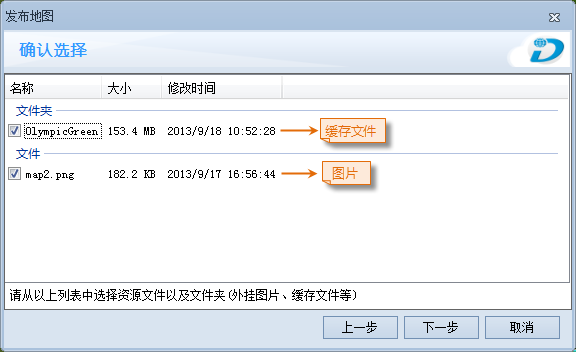 发布地图
确认选择
名称 大小 修改时间
文件夹
OlympicGreen 153.4 MB 2013/9/18 10:52:28 缓存文件
文件
map2.png 182.2 KB 2013/9/17 16:56:44 图片
请从以上列表中选择资源文件以及文件夹(外挂图片、缓存文件等)
上一步 下一步 取消